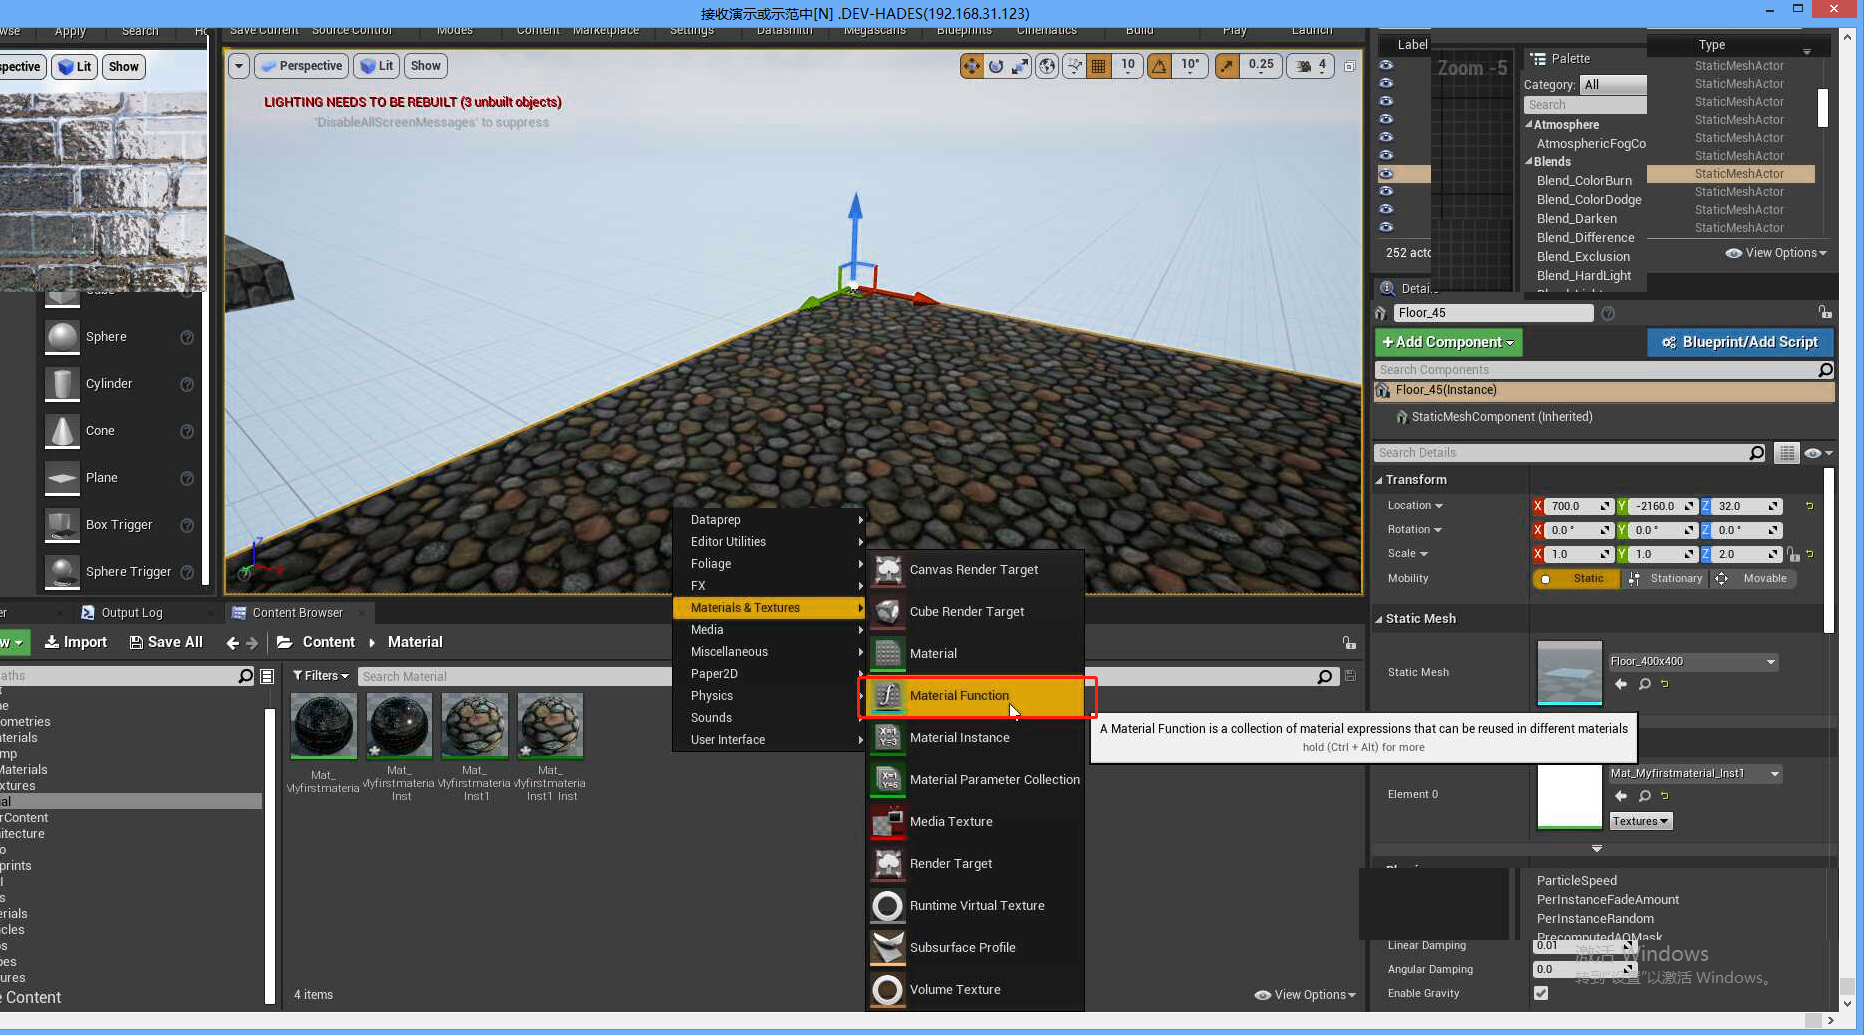 接收演示或示范中[N] .DEV-HADES(192.168.31.123)
Apply
Search
Save Current
Source Control
Modes
Content
Marketplace
Settings
Datasmith
Megascans
Blueprints
Cinematics
Build
Play
Launch
spective
Lit
Show
Perspective
Lit
Show
10
10°
0.25
4
LIGHTING NEEDS TO BE REBUILT (3 unbuilt objects)
'DisableAllScreenMessages' to suppress
Label
Zoom -5
Palette
Category:
All
Search
Atmosphere
AtmosphericFogCo
Blends
Blend_ColorBurn
Blend_ColorDodge
Blend_Darken
Blend_Difference
Blend_Exclusion
Blend_HardLight
Type
StaticMeshActor
StaticMeshActor
StaticMeshActor
StaticMeshActor
StaticMeshActor
StaticMeshActor
StaticMeshActor
StaticMeshActor
StaticMeshActor
StaticMeshActor
252 acto
View Options
Sphere
Cylinder
Cone
Plane
Box Trigger
Sphere Trigger
Detai
Floor_45
+Add Component
Blueprint/Add Script
Search Components
Floor_45(Instance)
StaticMeshComponent (Inherited)
Search Details
Transform
Location
X 700.0
Y -2160.0
Z 32.0
Rotation
X 0.0 °
Y 0.0 °
Z 0.0 °
Scale
X 1.0
Y 1.0
Z 2.0
Mobility
Static
Stationary
Movable
Static Mesh
Static Mesh
Floor_400x400
Element 0
Mat_Myfirstmaterial_Inst1
Textures
ParticleSpeed
PerInstanceFadeAmount
PerInstanceRandom
PrecomputedAOMask
Linear Damping
0.01
Angular Damping
0.0
Enable Gravity
激活 Windows
转到"设置"以激活 Windows。
er
Output Log
Content Browser
w
Import
Save All
Content
Material
aths
Filters
Search Material
ne
ometries
aterials
mp
Materials
xtures
ial
rContent
itecture
o
prints
l
s
erials
icles
os
pes
ures
e Content
Mat_
Myfirstmateria
Mat_
Myfirstmateria
Inst
Mat_
Myfirstmateria
Inst1
Mat_
Myfirstmateria
Inst1_Inst
4 items
View Options
Dataprep
Editor Utilities
Foliage
FX
Materials & Textures
Media
Miscellaneous
Paper2D
Physics
Sounds
User Interface
Canvas Render Target
Cube Render Target
Material
Material Function
Material Instance
Material Parameter Collection
Media Texture
Render Target
Runtime Virtual Texture
Subsurface Profile
Volume Texture
A Material Function is a collection of material expressions that can be reused in different materials
hold (Ctrl + Alt) for more